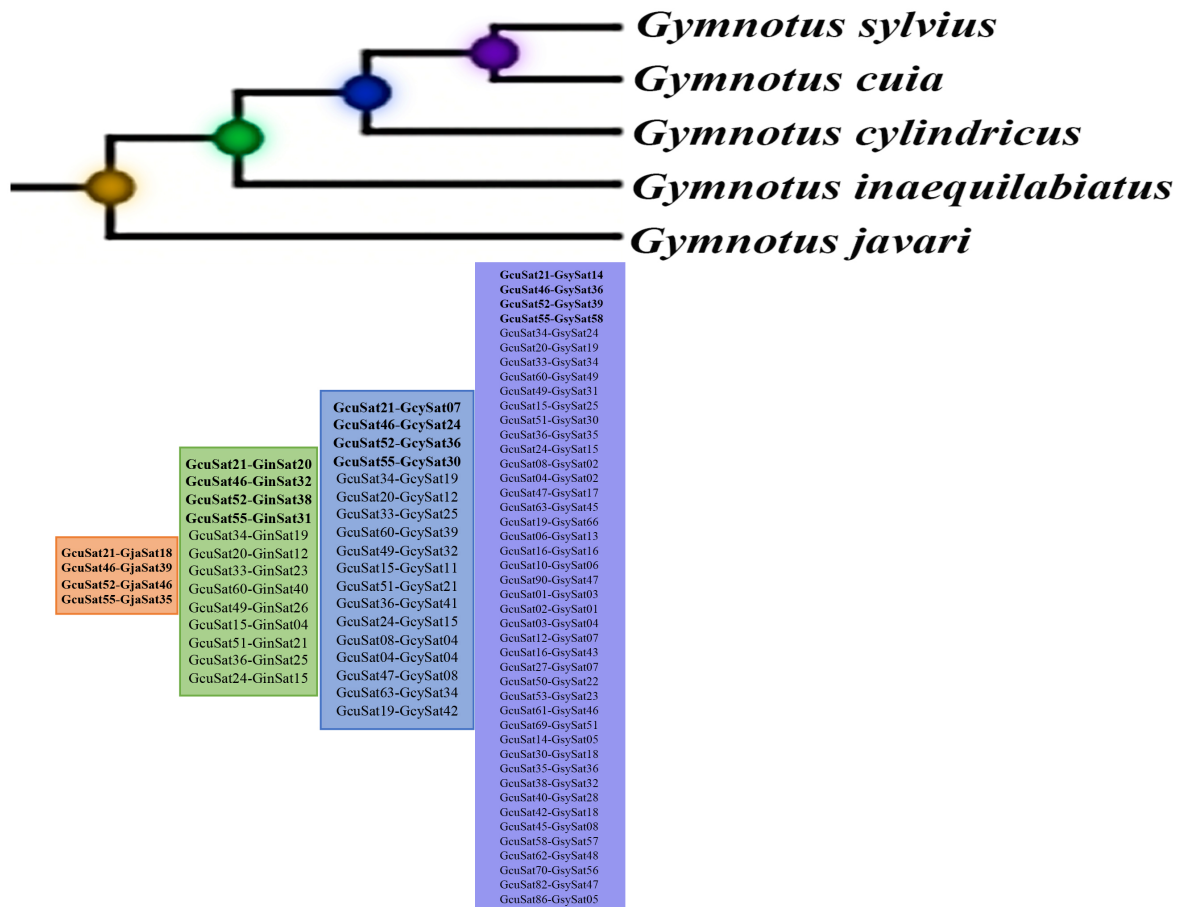 Gymnotus sylvius
Gymnotus cuia
Gymnotus cylindricus
Gymnotus inaequilabiatus
Gymnotus javari
GcuSat21-GjaSat18
GcuSat46-GjaSat39
GcuSat52-GjaSat46
GcuSat55-GjaSat35
GcuSat21-GinSat20
GcuSat46-GinSat32
GcuSat52-GinSat38
GcuSat55-GinSat31
GcuSat34-GinSat19
GcuSat20-GinSat12
GcuSat33-GinSat23
GcuSat60-GinSat40
GcuSat49-GinSat26
GcuSat15-GinSat04
GcuSat51-GinSat21
GcuSat36-GinSat25
GcuSat24-GinSat15
GcuSat21-GcySat07
GcuSat46-GcySat24
GcuSat52-GcySat36
GcuSat55-GcySat30
GcuSat34-GcySat19
GcuSat20-GcySat12
GcuSat33-GcySat25
GcuSat60-GcySat39
GcuSat49-GcySat32
GcuSat15-GcySat11
GcuSat51-GcySat21
GcuSat36-GcySat41
GcuSat24-GcySat15
GcuSat08-GcySat04
GcuSat04-GcySat04
GcuSat47-GcySat08
GcuSat63-GcySat34
GcuSat19-GcySat42
GcuSat21-GsySat14
GcuSat46-GsySat36
GcuSat52-GsySat39
GcuSat55-GsySat58
GcuSat34-GsySat24
GcuSat20-GsySat19
GcuSat33-GsySat34
GcuSat60-GsySat49
GcuSat49-GsySat31
GcuSat15-GsySat25
GcuSat51-GsySat30
GcuSat36-GsySat35
GcuSat24-GsySat15
GcuSat08-GsySat02
GcuSat04-GsySat02
GcuSat47-GsySat17
GcuSat63-GsySat45
GcuSat19-GsySat66
GcuSat06-GsySat13
GcuSat16-GsySat16
GcuSat10-GsySat06
GcuSat90-GsySat47
GcuSat01-GsySat03
GcuSat02-GsySat01
GcuSat03-GsySat04
GcuSat12-GsySat07
GcuSat16-GsySat43
GcuSat27-GsySat07
GcuSat50-GsySat22
GcuSat53-GsySat23
GcuSat61-GsySat46
GcuSat69-GsySat51
GcuSat14-GsySat05
GcuSat30-GsySat18
GcuSat35-GsySat36
GcuSat38-GsySat32
GcuSat40-GsySat28
GcuSat42-GsySat18
GcuSat45-GsySat08
GcuSat58-GsySat57
GcuSat62-GsySat48
GcuSat70-GsySat56
GcuSat82-GsySat47
GcuSat86-GsySat05